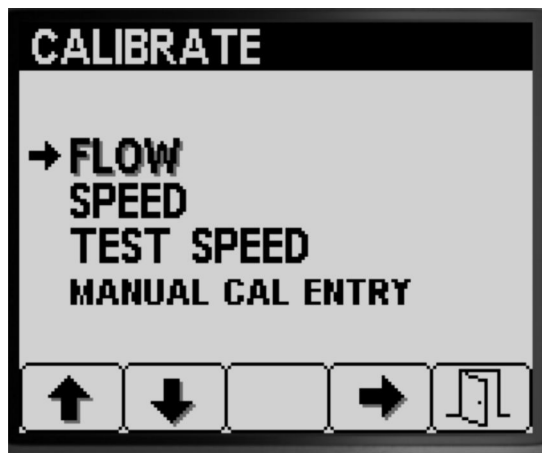 CALIBRATE
FLOW
SPEED
TEST SPEED
MANUAL CAL ENTRY